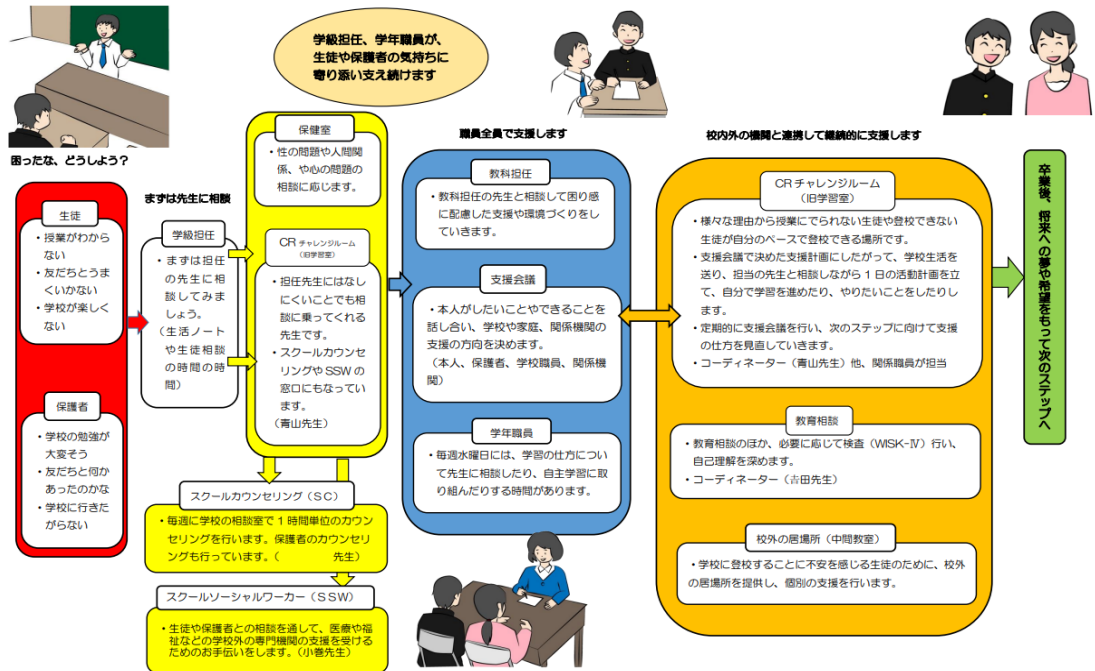 学級担任、学年職員が、
生徒や保護者の気持ちに
寄り添い支え続けます
困ったな、どうしよう？
生徒
・授業がわからない
・友だちとうまくいかない
・学校が楽しくない
保護者
・学校の勉強が大変そう
・友だちと何かあったのかな
・学校に行きたがらない
まずは先生に相談
学級担任
・まずは担任の先生に相談してみましょう。
（生活ノートや生徒相談の時間の時間）
保健室
・性の問題や人間関係、や心の問題の相談に応じます。
CRチャレンジルーム
（旧学習室）
・担任先生にはなしにくいことでも相談に乗ってくれる先生です。
・スクールカウンセリングやSSWの窓口にもなっています。
（青山先生）
スクールカウンセリング（SC）
・毎週に学校の相談室で1時間単位のカウンセリングを行います。保護者のカウンセリングも行っています。（　　　　先生）
スクールソーシャルワーカー（SSW）
・生徒や保護者との相談を通して、医療や福祉などの学校外の専門機関の支援を受けるためのお手伝いをします。（小巻先生）
職員全員で支援します
教科担任
・教科担任の先生と相談して困り感に配慮した支援や環境づくりをしていきます。
支援会議
・本人がしたいことやできることを話し合い、学校や家庭、関係機関の支援の方向を決めます。
（本人、保護者、学校職員、関係機関）
学年職員
・毎週水曜日には、学習の仕方について先生に相談したり、自主学習に取り組んだりする時間があります。
校内外の機関と連携して継続的に支援します
CRチャレンジルーム
（旧学習室）
・様々な理由から授業にでられない生徒や登校できない生徒が自分のペースで登校できる場所です。
・支援会議で決めた支援計画にしたがって、学校生活を送り、担当の先生と相談しながら1日の活動計画を立て、自分で学習を進めたり、やりたいことをしたりします。
・定期的に支援会議を行い、次のステップに向けて支援の仕方を見直していきます。
・コーディネーター（青山先生）他、関係職員が担当
教育相談
・教育相談のほか、必要に応じて検査（WISK-Ⅳ）行い、自己理解を深めます。
・コーディネーター（吉田先生）
校外の居場所（中間教室）
・学校に登校することに不安を感じる生徒のために、校外の居場所を提供し、個別の支援を行います。
卒業後、将来への夢や希望をもって次のステップへ